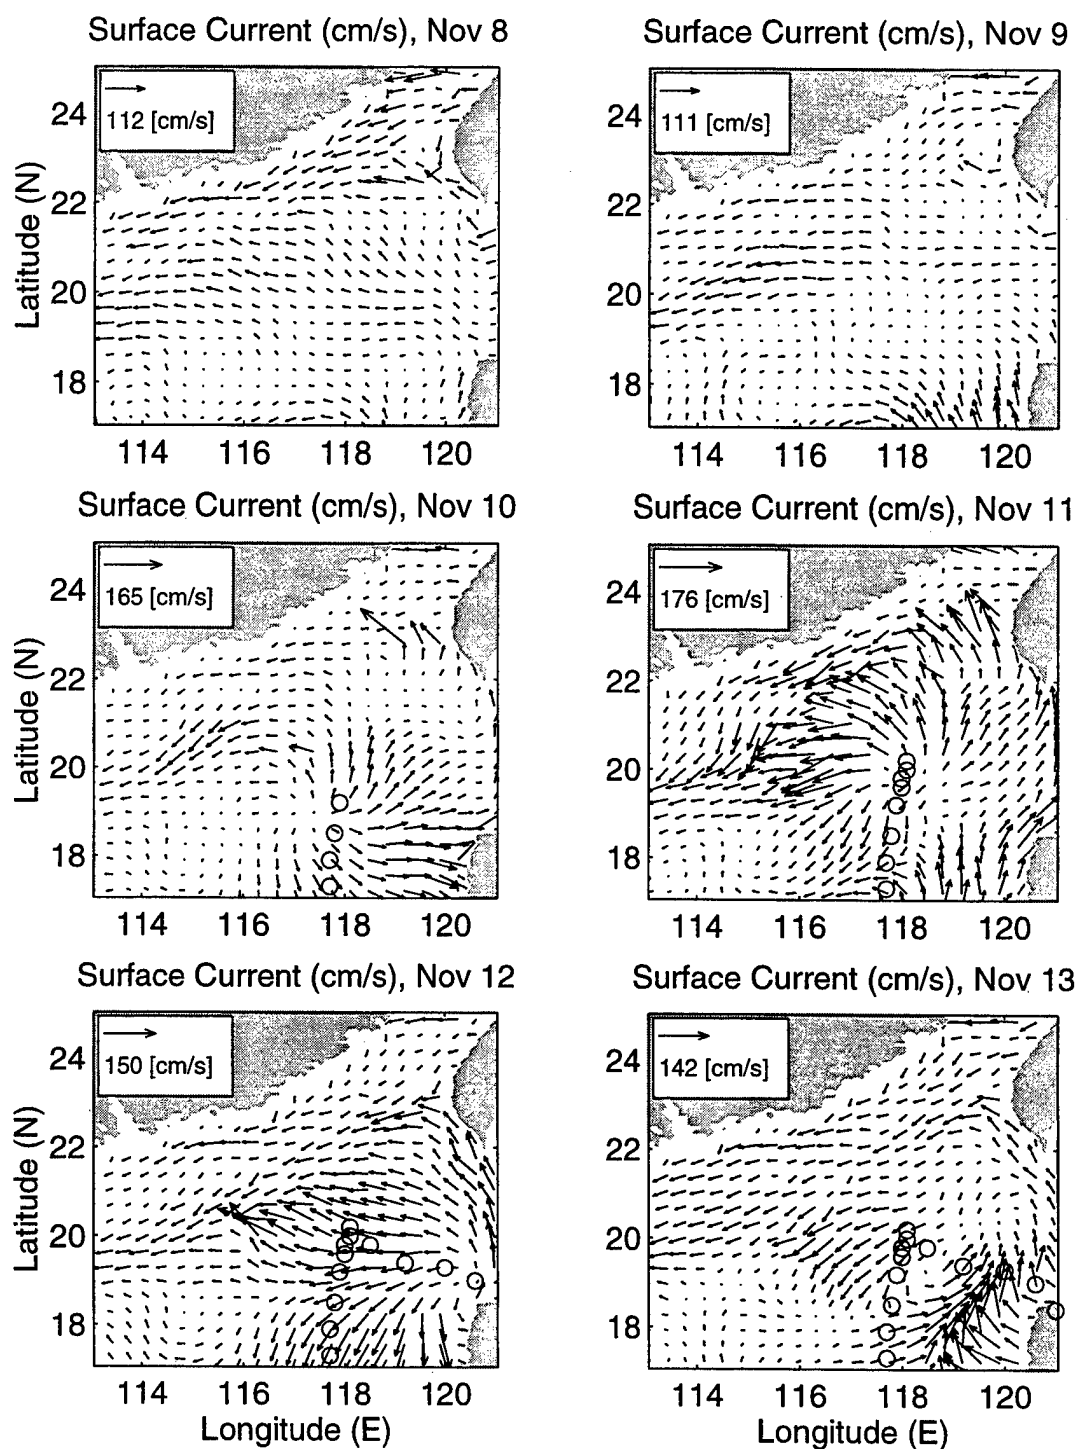 Surface Current (cm/s), Nov 8
112 [cm/s]
24
22
20
18
Latitude (N)
114 116 118 120
Surface Current (cm/s), Nov 9
111 [cm/s]
24
22
20
18
114 116 118 120
Surface Current (cm/s), Nov 10
165 [cm/s]
24
22
20
18
Latitude (N)
114 116 118 120
Surface Current (cm/s), Nov 11
176 [cm/s]
24
22
20
18
114 116 118 120
Surface Current (cm/s), Nov 12
150 [cm/s]
24
22
20
18
Latitude (N)
114 116 118 120
Longitude (E)
Surface Current (cm/s), Nov 13
142 [cm/s]
24
22
20
18
114 116 118 120
Longitude (E)